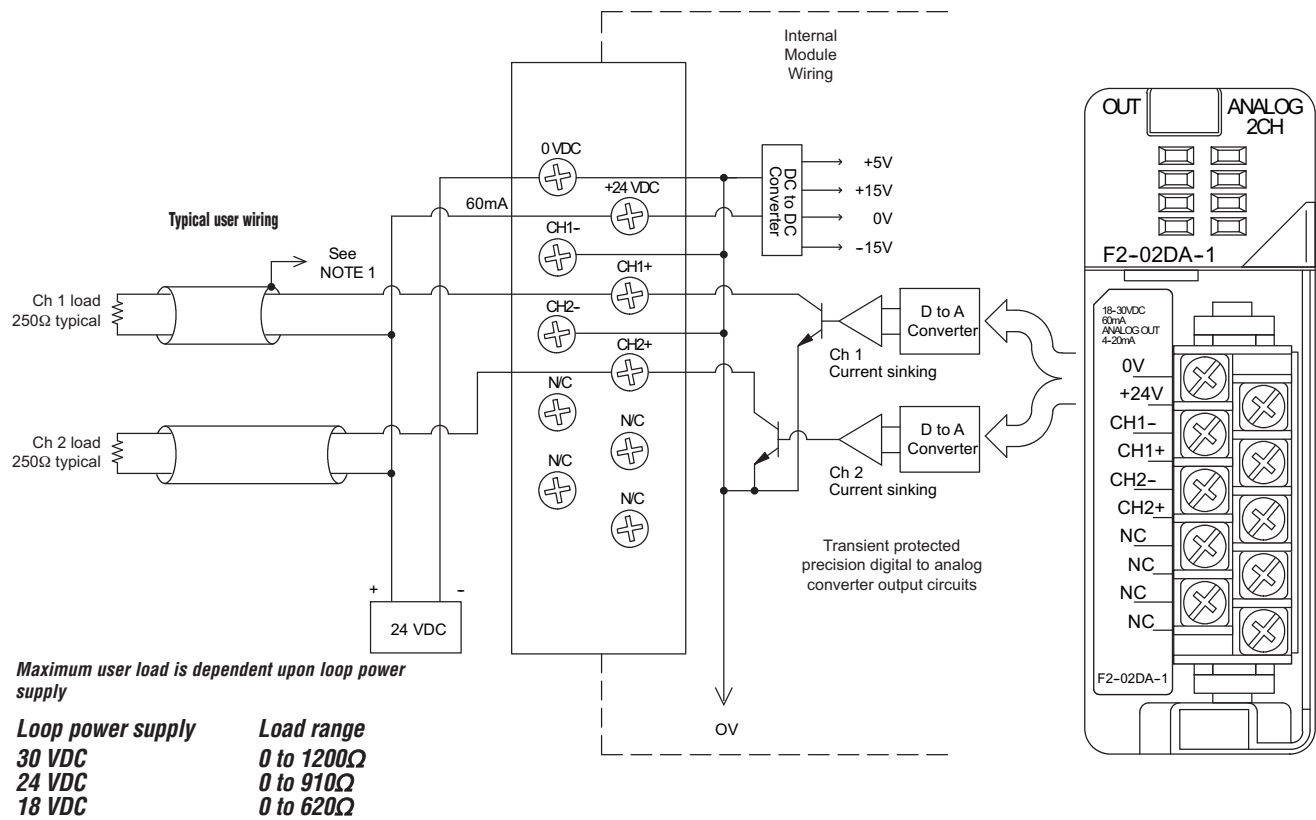 Internal
Module
Wiring
OUT
ANALOG
2CH
0 VDC
+24 VDC
60mA
CH1-
CH1+
CH2-
CH2+
N/C
N/C
N/C
N/C
DC to DC
Converter
+5V
+15V
0V
-15V
Typical user wiring
See
NOTE 1
Ch 1 load
250Ω typical
Ch 2 load
250Ω typical
D to A
Converter
Ch 1
Current sinking
D to A
Converter
Ch 2
Current sinking
Transient protected
precision digital to analog
converter output circuits
+ -
24 VDC
OV
F2-02DA-1
18-30VDC
60mA
ANALOG OUT
4-20mA
0V
+24V
CH1-
CH1+
CH2-
CH2+
NC
NC
NC
NC
F2-02DA-1
Maximum user load is dependent upon loop power
supply
Loop power supply Load range
30 VDC 0 to 1200Ω
24 VDC 0 to 910Ω
18 VDC 0 to 620Ω